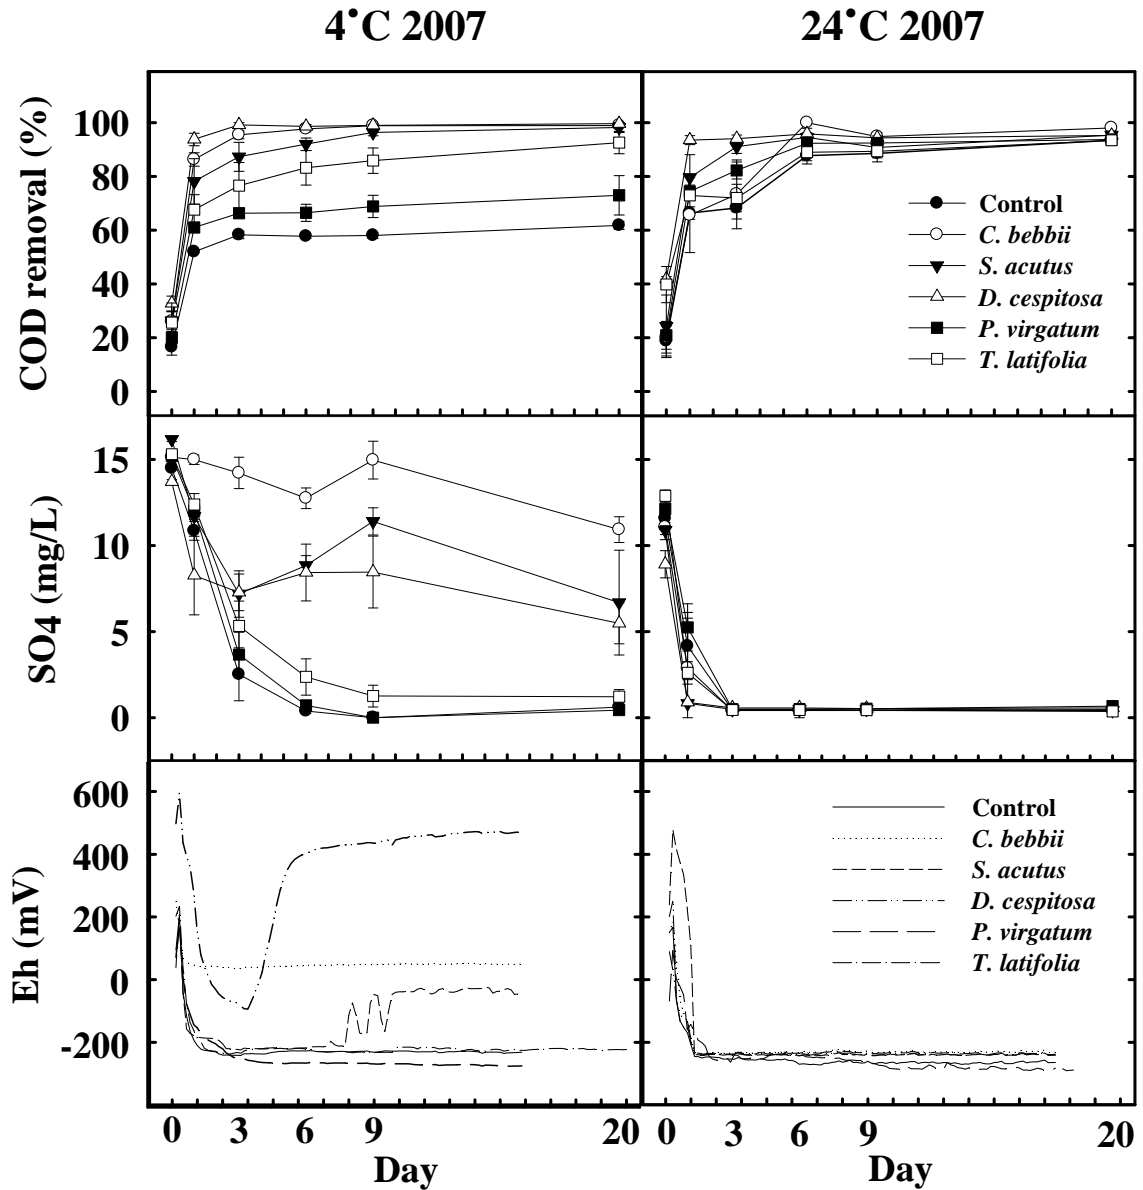 4°C 2007
24°C 2007
COD removal (%)
100
80
60
40
20
0
Control
C. bebbii
S. acutus
D. cespitosa
P. virgatum
T. latifolia
SO4 (mg/L)
15
10
5
0
Eh (mV)
600
400
200
0
-200
Control
C. bebbii
S. acutus
D. cespitosa
P. virgatum
T. latifolia
0 3 6 9 20
0 3 6 9 20
Day
Day